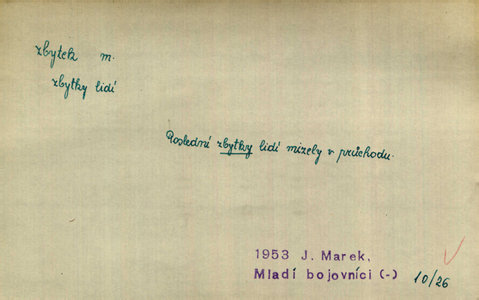 zbytek m.
zbytky lidí
Poslední zbytky lidí mizely v průchodu.
1953 J. Marek,
Mladí bojovníci (-)
10/26